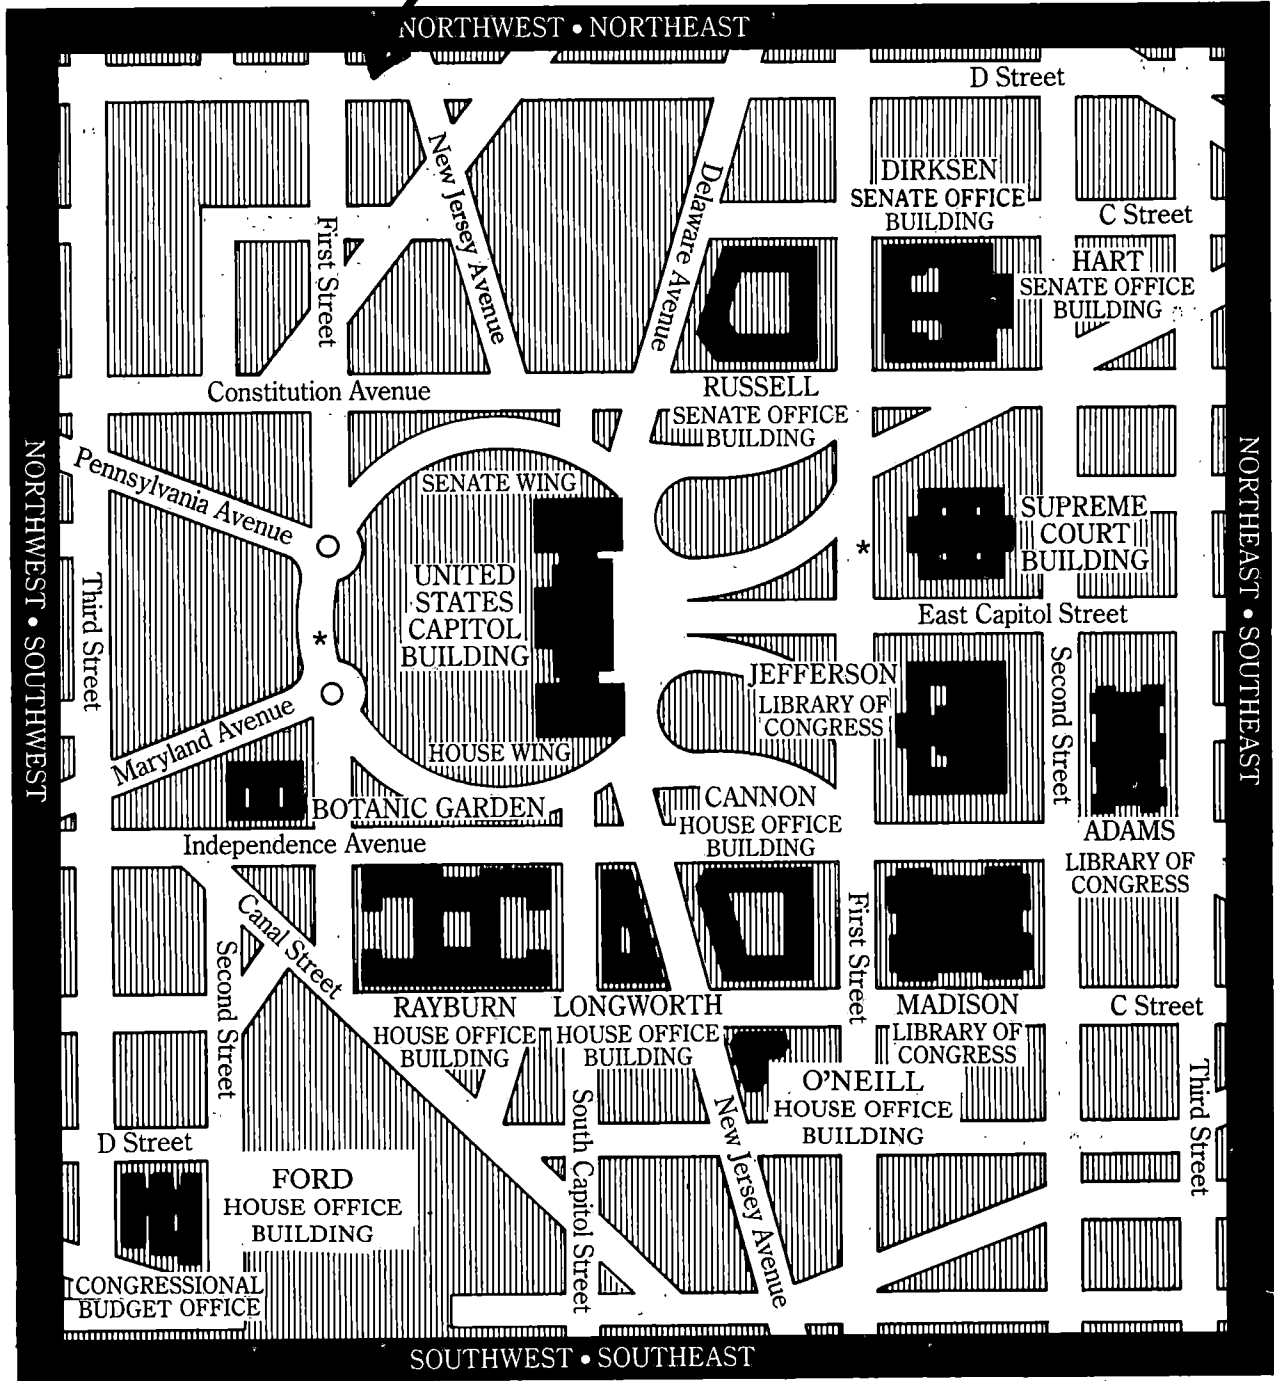 NORTHWEST • NORTHEAST
D Street
New Jersey Avenue
Delaware Avenue
DIRKSEN
SENATE OFFICE
BUILDING
C Street
First Street
HART
SENATE OFFICE
BUILDING
Constitution Avenue
RUSSELL
SENATE OFFICE
BUILDING
NORTHWEST • SOUTHWEST
NORTHEAST • SOUTHEAST
Pennsylvania Avenue
SENATE WING
SUPREME
COURT
BUILDING
*
UNITED
STATES
CAPITOL
BUILDING
Third Street
East Capitol Street
*
JEFFERSON
LIBRARY OF
CONGRESS
Second Street
Maryland Avenue
HOUSE WING
BOTANIC GARDEN
CANNON
HOUSE OFFICE
BUILDING
ADAMS
LIBRARY OF
CONGRESS
Independence Avenue
Canal Street
First Street
Second Street
RAYBURN
HOUSE OFFICE
BUILDING
LONGWORTH
HOUSE OFFICE
BUILDING
MADISON
LIBRARY OF
CONGRESS
C Street
O'NEILL
HOUSE OFFICE
BUILDING
Third Street
South Capitol Street
New Jersey Avenue
D Street
FORD
HOUSE OFFICE
BUILDING
CONGRESSIONAL
BUDGET OFFICE
SOUTHWEST • SOUTHEAST